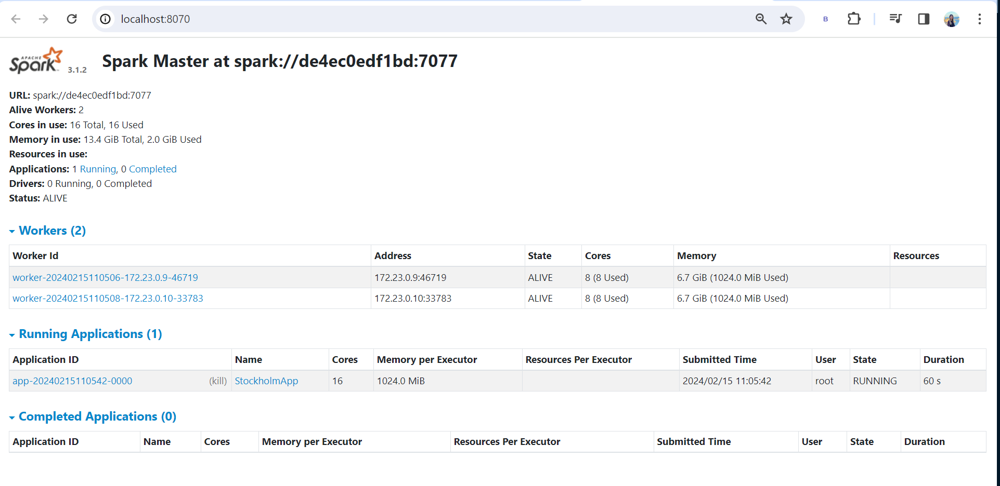 localhost:8070
B
APACHE
Spark 3.1.2 Spark Master at spark://de4ec0edf1bd:7077
URL: spark://de4ec0edf1bd:7077
Alive Workers: 2
Cores in use: 16 Total, 16 Used
Memory in use: 13.4 GiB Total, 2.0 GiB Used
Resources in use:
Applications: 1 Running, 0 Completed
Drivers: 0 Running, 0 Completed
Status: ALIVE
Workers (2)
Worker Id Address State Cores Memory Resources
worker-20240215110506-172.23.0.9-46719 172.23.0.9:46719 ALIVE 8 (8 Used) 6.7 GiB (1024.0 MiB Used)
worker-20240215110508-172.23.0.10-33783 172.23.0.10:33783 ALIVE 8 (8 Used) 6.7 GiB (1024.0 MiB Used)
Running Applications (1)
Application ID Name Cores Memory per Executor Resources Per Executor Submitted Time User State Duration
app-20240215110542-0000 (kill) StockholmApp 16 1024.0 MiB 2024/02/15 11:05:42 root RUNNING 60 s
Completed Applications (0)
Application ID Name Cores Memory per Executor Resources Per Executor Submitted Time User State Duration